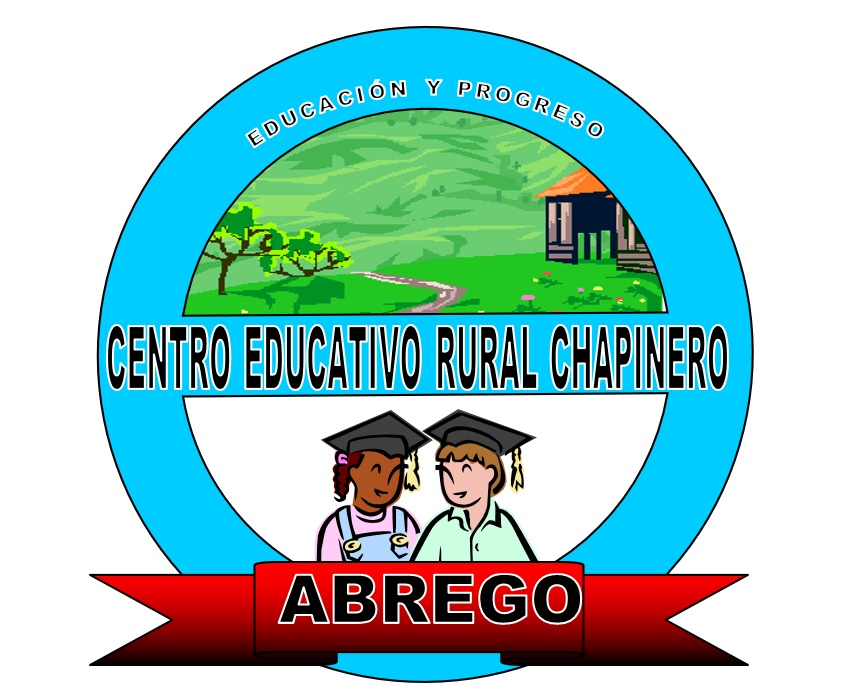 EDUCACIÓN Y PROGRESO
CENTRO EDUCATIVO RURAL CHAPINERO
ABREGO